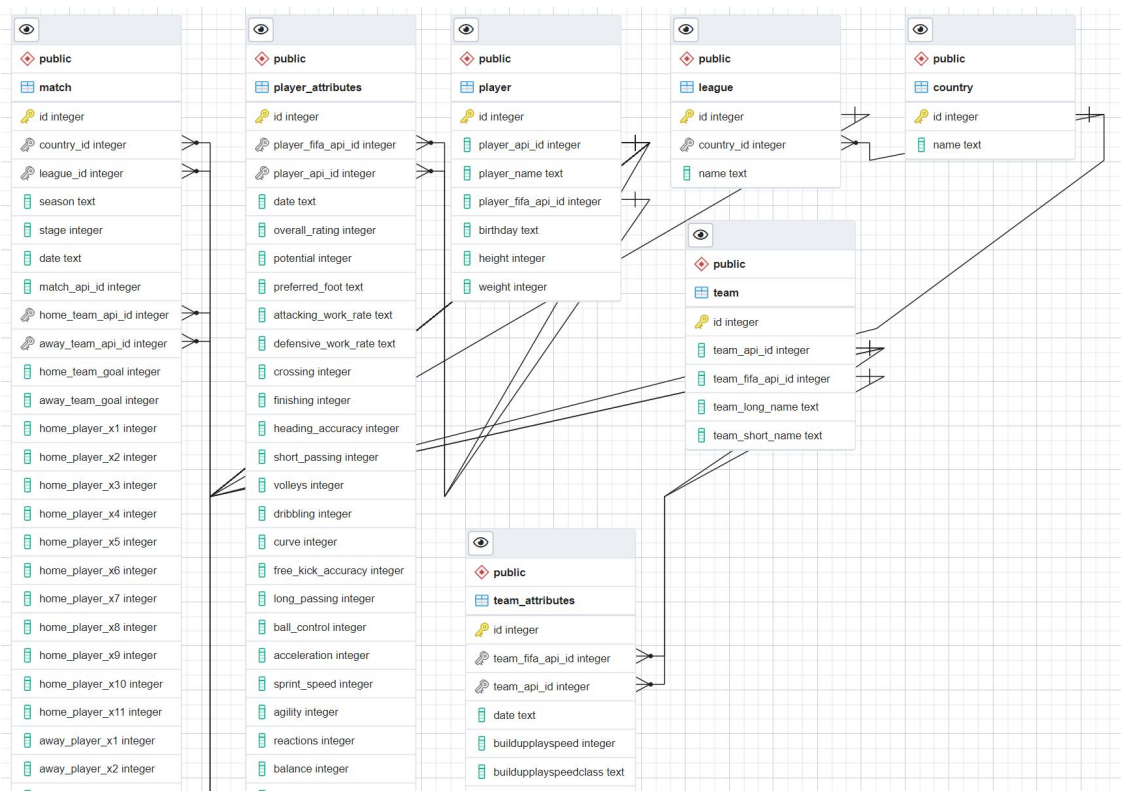 public
match
id integer
country_id integer
league_id integer
season text
stage integer
date text
match_api_id integer
home_team_api_id integer
away_team_api_id integer
home_team_goal integer
away_team_goal integer
home_player_x1 integer
home_player_x2 integer
home_player_x3 integer
home_player_x4 integer
home_player_x5 integer
home_player_x6 integer
home_player_x7 integer
home_player_x8 integer
home_player_x9 integer
home_player_x10 integer
home_player_x11 integer
away_player_x1 integer
away_player_x2 integer
public
player_attributes
id integer
player_fifa_api_id integer
player_api_id integer
date text
overall_rating integer
potential integer
preferred_foot text
attacking_work_rate text
defensive_work_rate text
crossing integer
finishing integer
heading_accuracy integer
short_passing integer
volleys integer
dribbling integer
curve integer
free_kick_accuracy integer
long_passing integer
ball_control integer
acceleration integer
sprint_speed integer
agility integer
reactions integer
balance integer
public
player
id integer
player_api_id integer
player_name text
player_fifa_api_id integer
birthday text
height integer
weight integer
public
league
id integer
country_id integer
name text
public
country
id integer
name text
public
team
id integer
team_api_id integer
team_fifa_api_id integer
team_long_name text
team_short_name text
public
team_attributes
id integer
team_fifa_api_id integer
team_api_id integer
date text
buildupplayspeed integer
buildupplayspeedclass text